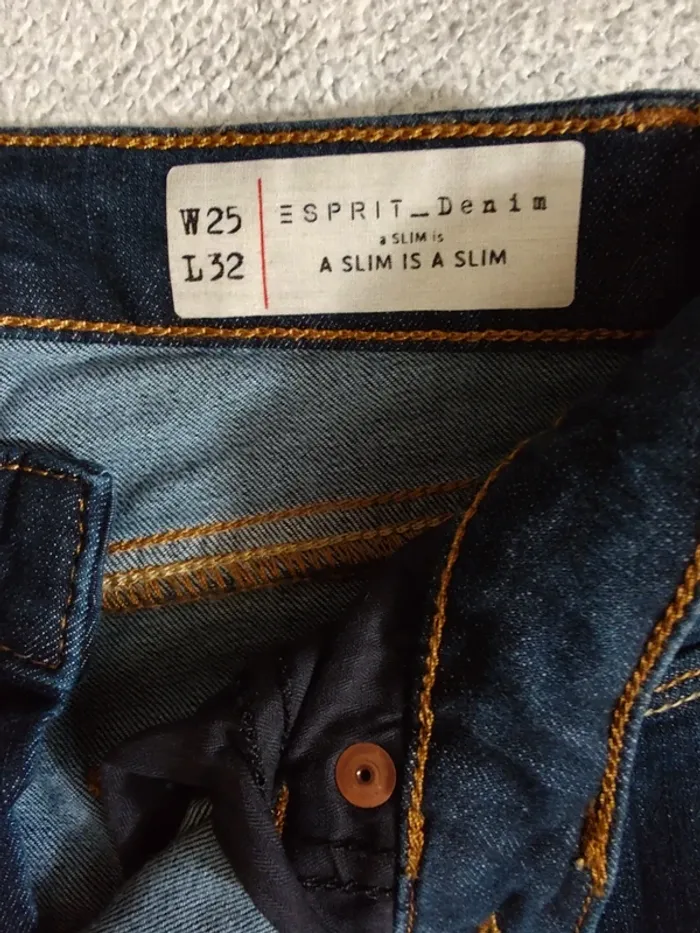 W25
L32
ESPRIT_Denim
a SLIM is
A SLIM IS A SLIM